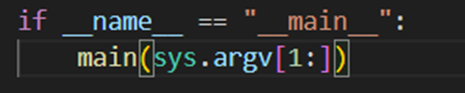 if __name__ == "__main__":
    main(sys.argv[1:])